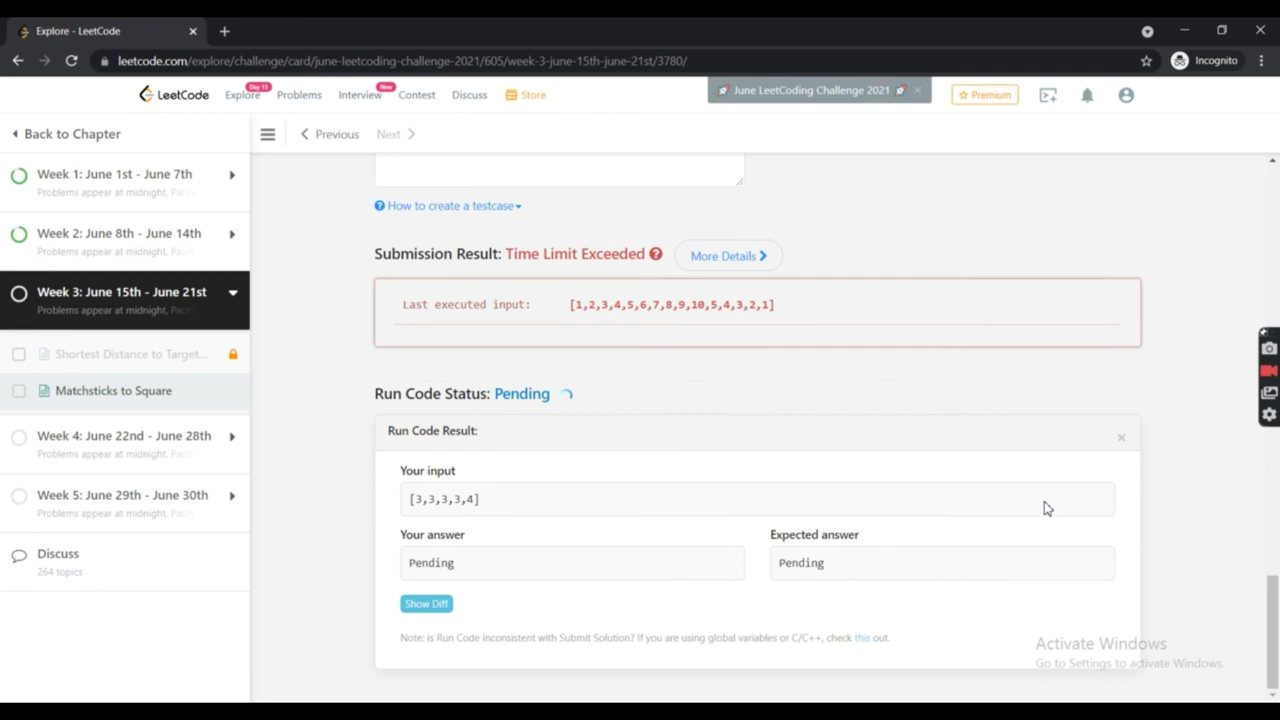 Explore - LeetCode
leetcode.com/explore/challenge/card/june-leetcoding-challenge-2021/605/week-3-june-15th-june-21st/3780/
Incognito
LeetCode
Explore
Day 15
Problems
Interview
New
Contest
Discuss
Store
June LeetCoding Challenge 2021
Premium
Back to Chapter
Previous
Next
Week 1: June 1st - June 7th
Problems appear at midnight,
Week 2: June 8th - June 14th
Problems appear at midnight,
Week 3: June 15th - June 21st
Problems appear at midnight,
Shortest Distance to Target...
Matchsticks to Square
Week 4: June 22nd - June 28th
Problems appear at midnight,
Week 5: June 29th - June 30th
Problems appear at midnight,
Discuss
264 topics
How to create a testcase
Submission Result: Time Limit Exceeded
More Details
Last executed input: [1,2,3,4,5,6,7,8,9,10,5,4,3,2,1]
Run Code Status: Pending
Run Code Result:
Your input
[3,3,3,3,4]
Your answer
Expected answer
Pending
Pending
Show Diff
Note: is Run Code inconsistent with Submit Solution? If you are using global variables or C/C++, check this out.
Activate Windows
Go to Settings to activate Windows.